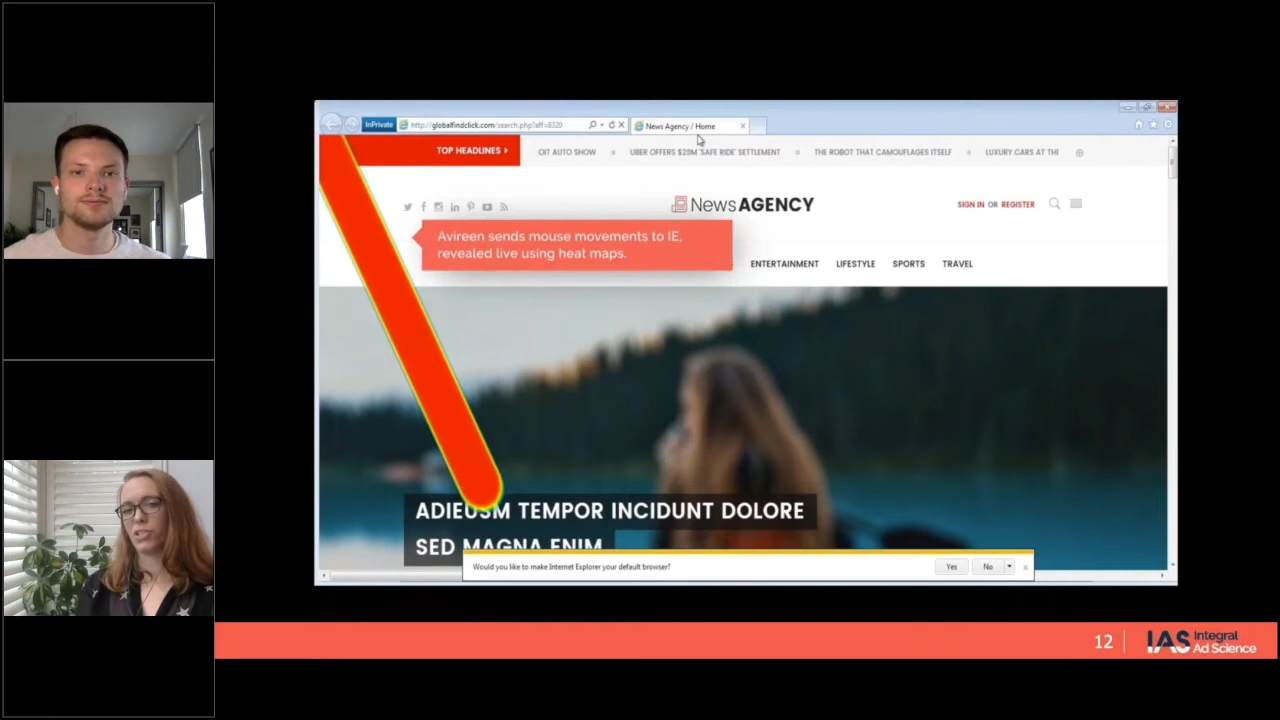 InPrivate
http://globalfindclick.com/search.php?aff=8320
News Agency / Home
TOP HEADLINES
OIT AUTO SHOW
UBER OFFERS $28M 'SAFE RIDE' SETTLEMENT
THE ROBOT THAT CAMOUFLAGES ITSELF
LUXURY CARS AT THI
NewsAGENCY
SIGN IN OR REGISTER
Avireen sends mouse movements to IE,
revealed live using heat maps.
ENTERTAINMENT
LIFESTYLE
SPORTS
TRAVEL
ADIEUSM TEMPOR INCIDUNT DOLORE
SED MAGNA ENIM
Would you like to make Internet Explorer your default browser?
Yes
No
12
IAS Integral
Ad Science